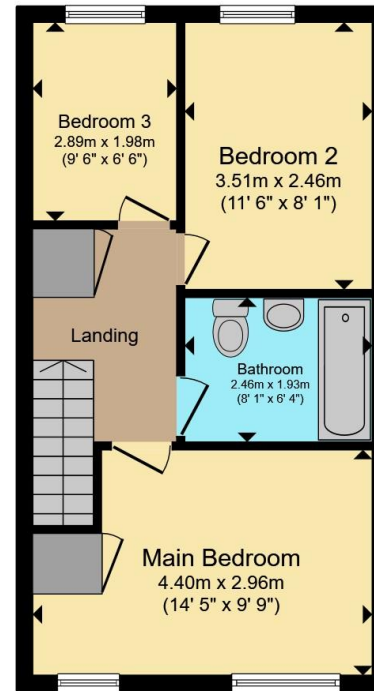 Bedroom 3
2.89m x 1.98m
(9' 6" x 6' 6")
Bedroom 2
3.51m x 2.46m
(11' 6" x 8' 1")
Landing
Bathroom
2.46m x 1.93m
(8' 1" x 6' 4")
Main Bedroom
4.40m x 2.96m
(14' 5" x 9' 9")